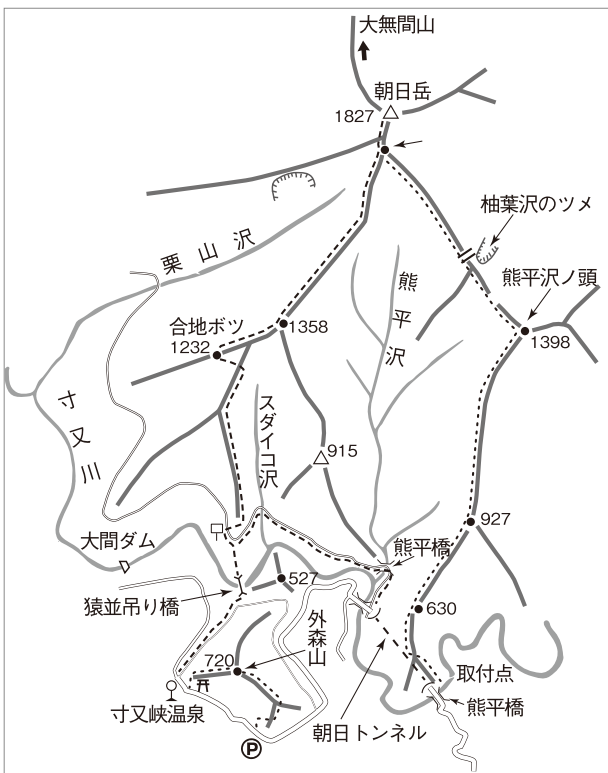 大無間山
朝日岳
1827
柚葉沢のツメ
栗山沢
熊平沢
熊平沢ノ頭
合地ボツ
1358
1232
1398
寸又川
スダイコ沢
915
927
大間ダム
熊平橋
527
猿並吊り橋
外森山
630
720
取付点
寸又峡温泉
朝日トンネル
熊平橋
P